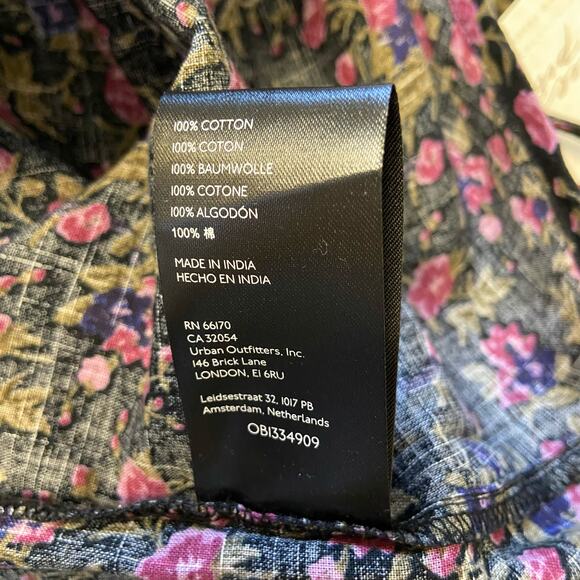 100% COTTON
100% COTON
100% BAUMWOLLE
100% COTONE
100% ALGODÓN
100% 棉
MADE IN INDIA
HECHO EN INDIA
RN 66170
CA 32054
Urban Outfitters, Inc.
146 Brick Lane
LONDON, E1 6RU
Leidsestraat 32, 1017 PB
Amsterdam, Netherlands
OB1334909